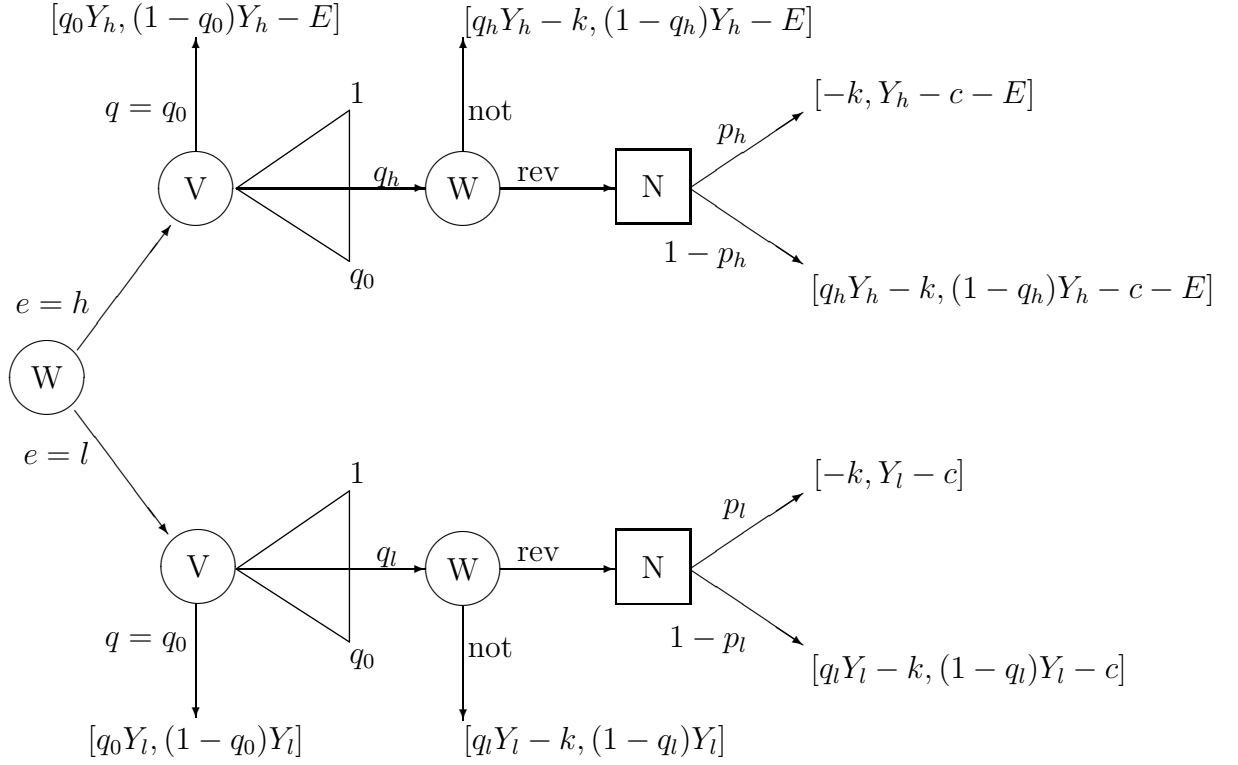 [q_0Y_h, (1 − q_0)Y_h − E]
[q_hY_h − k, (1 − q_h)Y_h − E]
1
[−k, Y_h − c − E]
q = q_0
not
p_h
V
q_h
W
rev
N
1 − p_h
q_0
[q_hY_h − k, (1 − q_h)Y_h − c − E]
e = h
W
e = l
1
[−k, Y_l − c]
p_l
V
q_l
W
rev
N
q = q_0
q_0
not
1 − p_l
[q_lY_l − k, (1 − q_l)Y_l − c]
[q_0Y_l, (1 − q_0)Y_l]
[q_lY_l − k, (1 − q_l)Y_l]